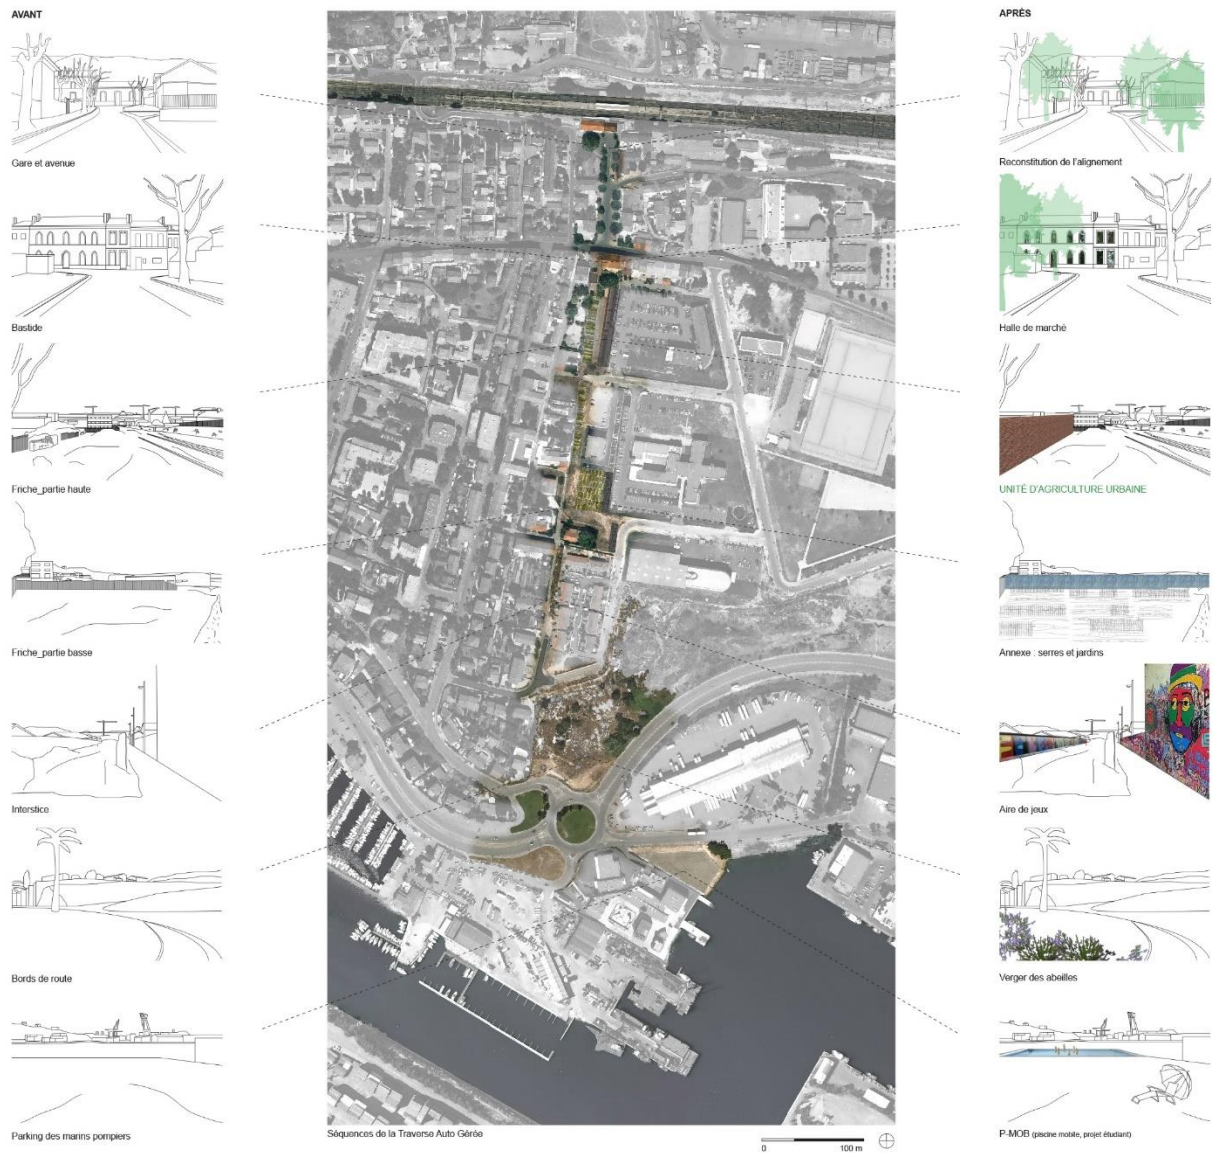 AVANT
Gare et avenue
Bastide
Friche_partie haute
Friche_partie basse
Interstice
Bords de route
Parking des marins pompiers
Séquences de la Traverse Auto Gérée
0 100 m
APRÈS
Reconstitution de l'alignement
Halle de marché
UNITÉ D'AGRICULTURE URBAINE
Annexe : serres et jardins
Aire de jeux
Verger des abeilles
P-MOB (piscine mobile, projet étudiant)